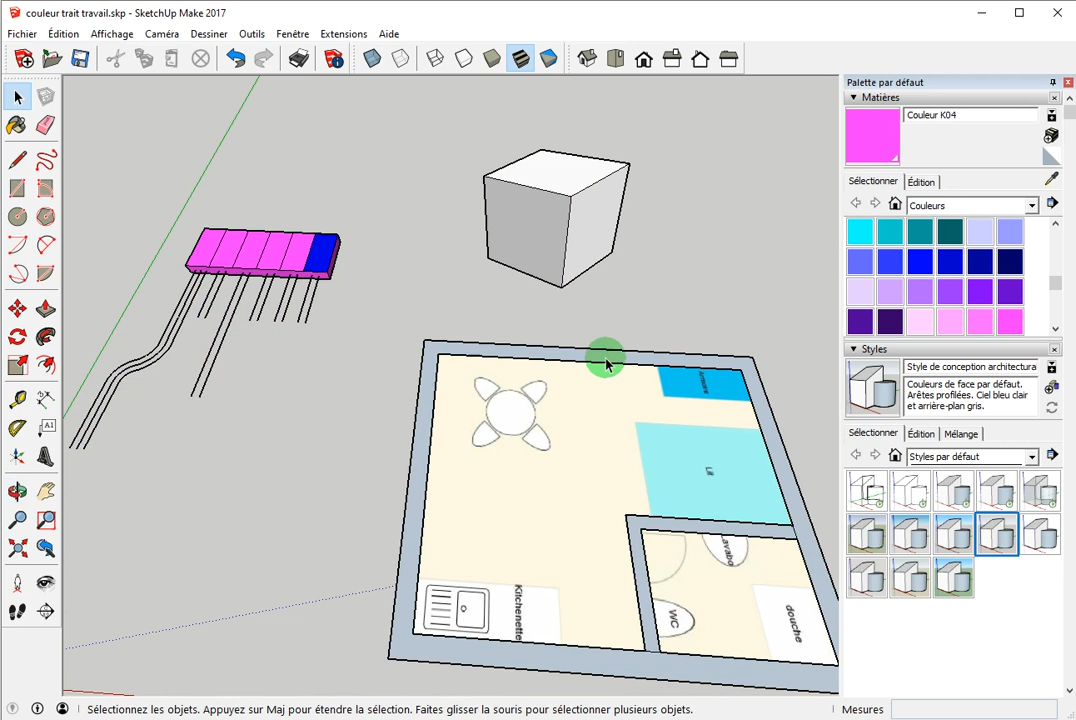 couleur trait travail.skp - SketchUp Make 2017
Fichier Édition Affichage Caméra Dessiner Outils Fenêtre Extensions Aide
Palette par défaut
Matières
Couleur K04
Sélectionner Édition
Couleurs
Styles
Style de conception architectura
Couleurs de face par défaut.
Arêtes profilées. Ciel bleu clair
et arrière-plan gris.
Sélectionner Édition Mélange
Styles par défaut
A1
Armoire
Lit
Lavabo
WC
douche
Kitchenette
Sélectionnez les objets. Appuyez sur Maj pour étendre la sélection. Faites glisser la souris pour sélectionner plusieurs objets.
Mesures